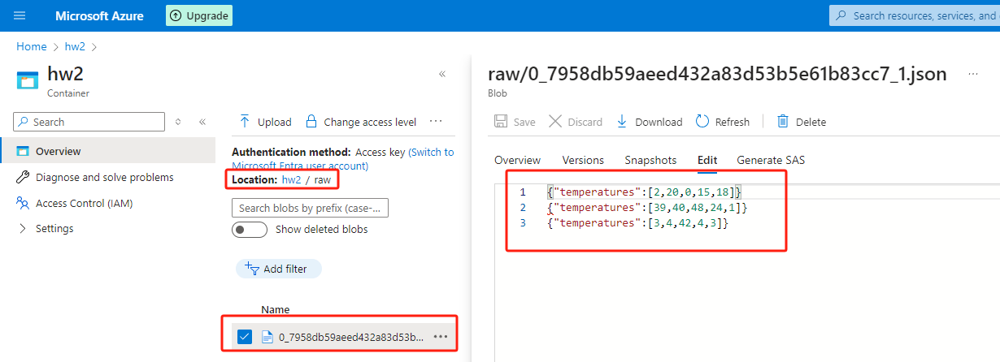 Microsoft Azure
Upgrade
Search resources, services, and
Home > hw2 >
hw2
Container
Search
Overview
Diagnose and solve problems
Access Control (IAM)
Settings
Upload
Change access level
Authentication method: Access key (Switch to
Microsoft Entra user account)
Location: hw2 / raw
Search blobs by prefix (case-...
Show deleted blobs
Add filter
Name
0_7958db59aeed432a83d53b...
raw/0_7958db59aeed432a83d53b5e61b83cc7_1.json
Blob
Save
Discard
Download
Refresh
Delete
Overview
Versions
Snapshots
Edit
Generate SAS
1 {"temperatures":[2,20,0,15,18]}
2 {"temperatures":[39,40,48,24,1]}
3 {"temperatures":[3,4,42,4,3]}